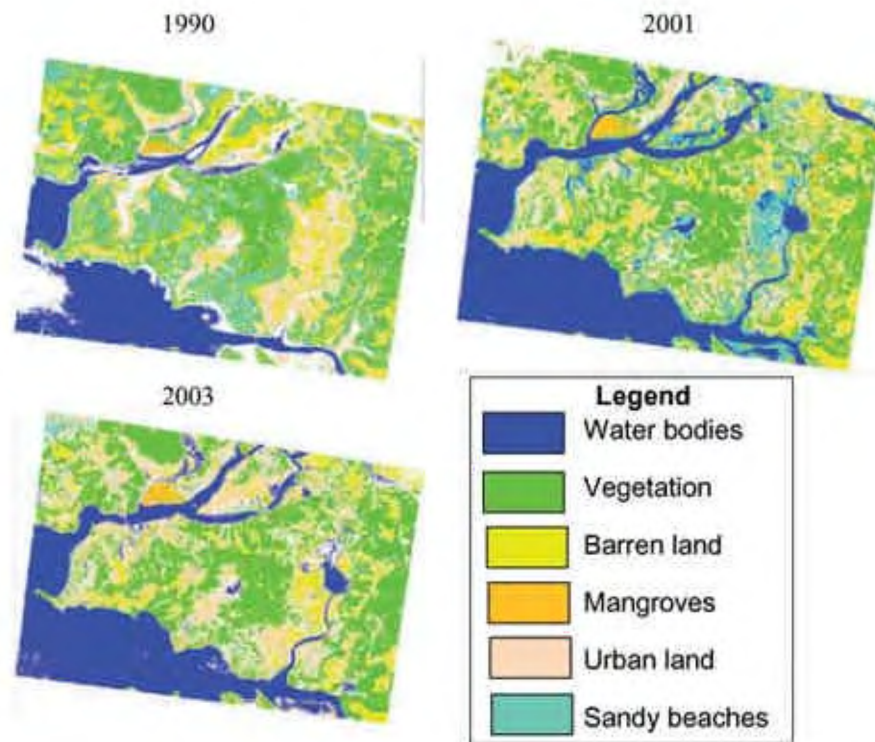 1990
2001
2003
Legend
Water bodies
Vegetation
Barren land
Mangroves
Urban land
Sandy beaches